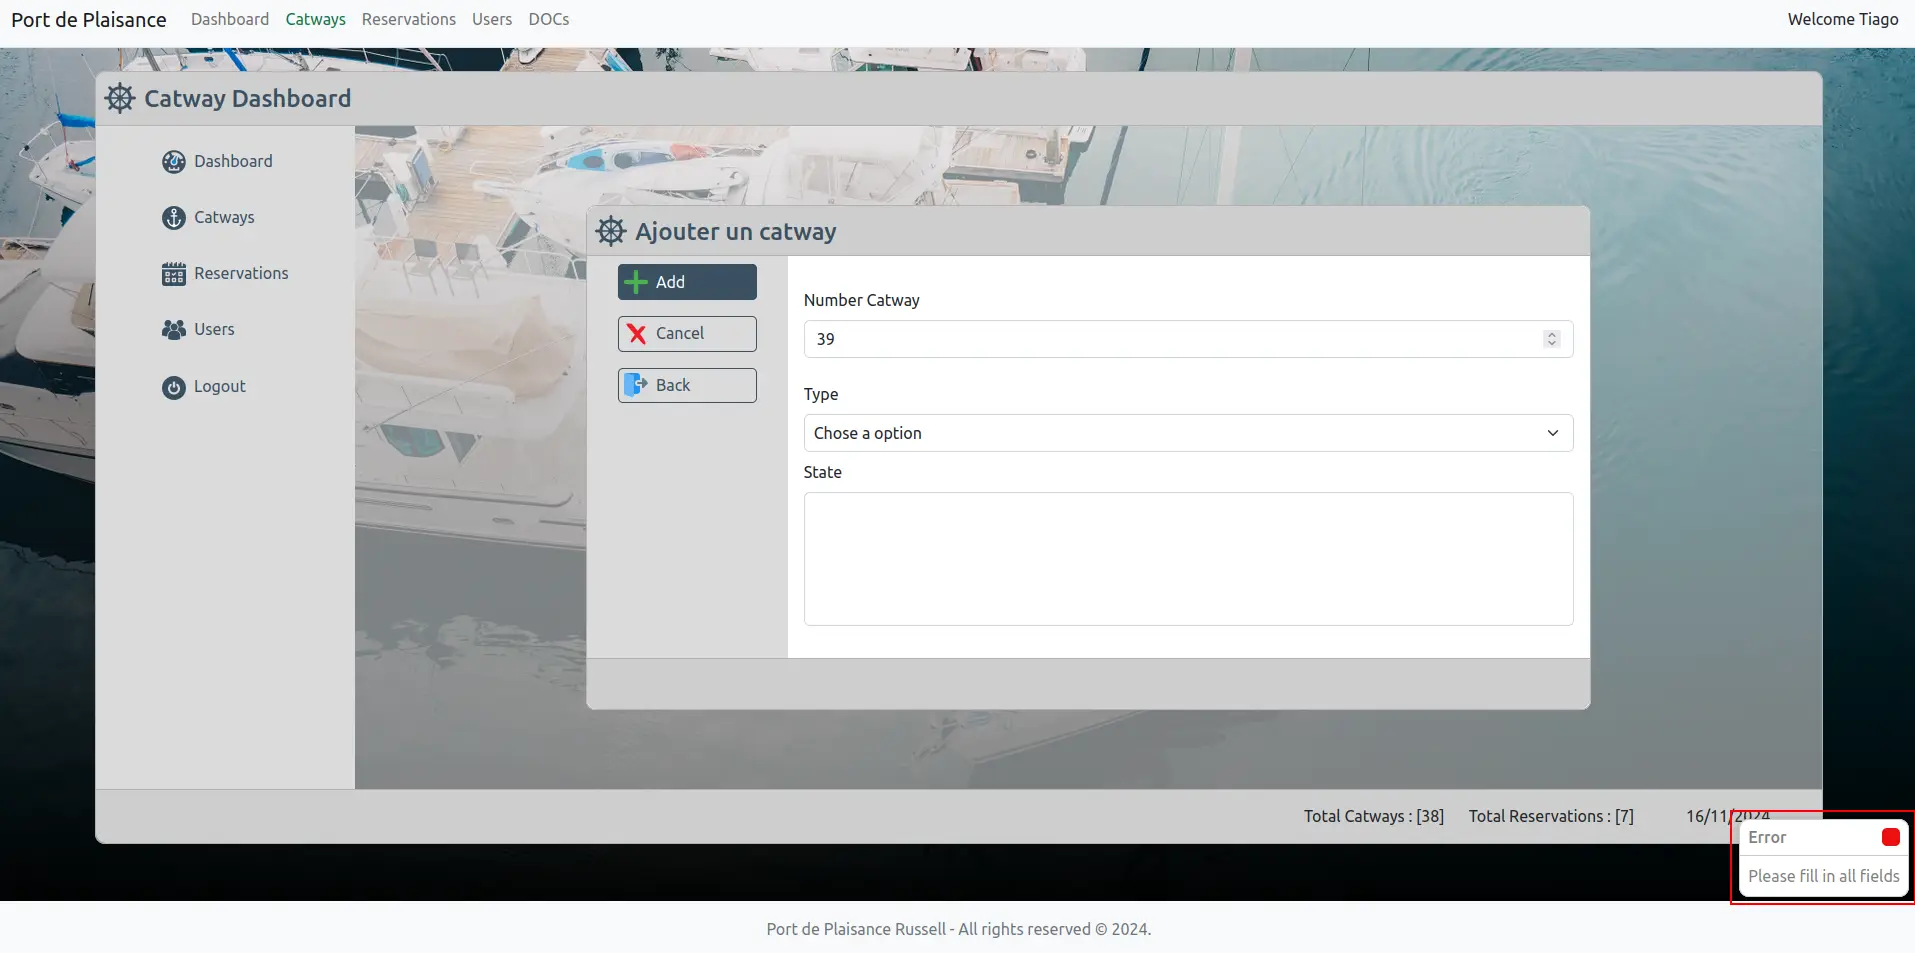 Port de Plaisance Dashboard Catways Reservations Users DOCs Welcome Tiago
Catway Dashboard
Dashboard
Catways
Reservations
Users
Logout
Ajouter un catway
Add
Cancel
Back
Number Catway
39
Type
Chose a option
State
Total Catways : [38] Total Reservations : [7] 16/11/2024
Error
Please fill in all fields
Port de Plaisance Russell - All rights reserved © 2024.